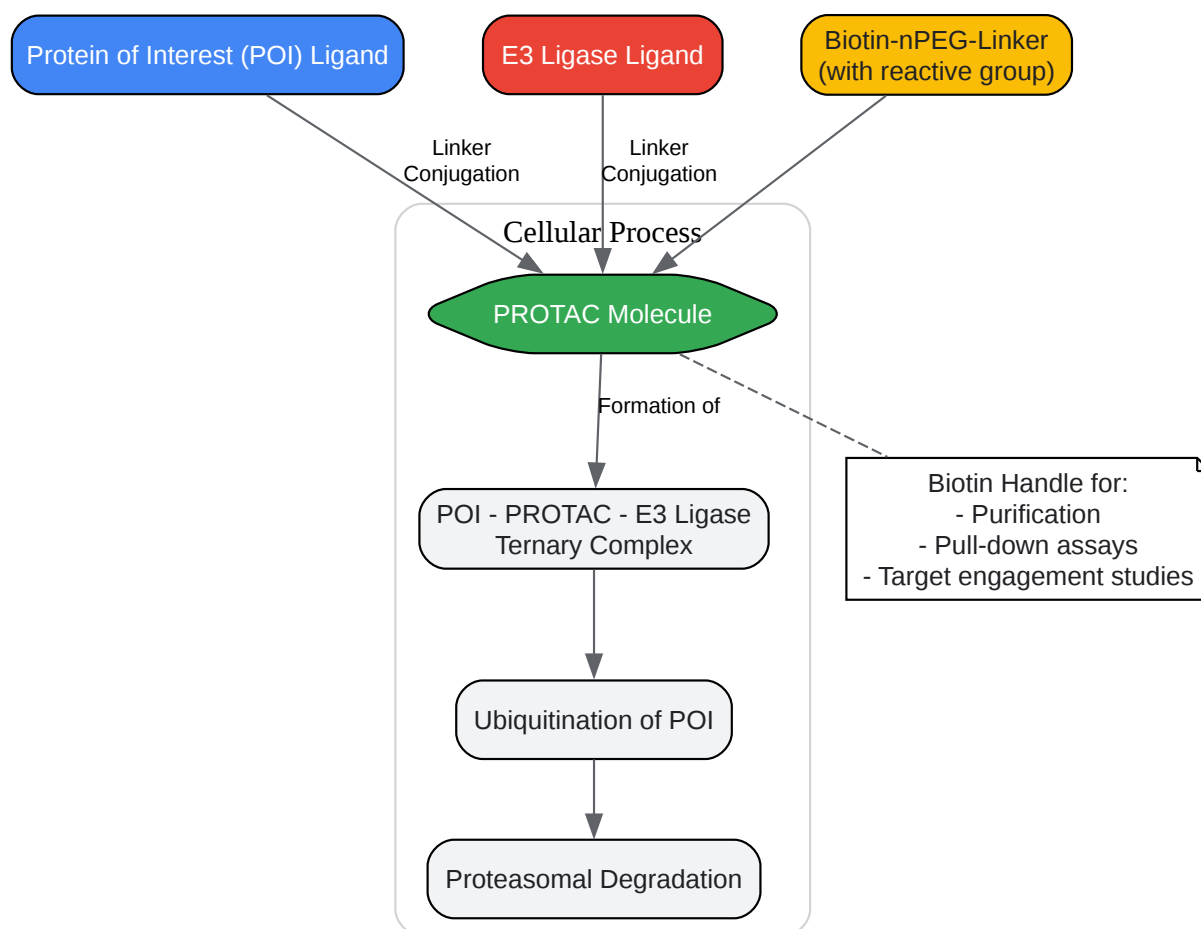 Protein of Interest (POI) Ligand
E3 Ligase Ligand
Biotin-nPEG-Linker
(with reactive group)
Linker
Conjugation
Linker
Conjugation
Cellular Process
PROTAC Molecule
Formation of
Biotin Handle for:
- Purification
- Pull-down assays
- Target engagement studies
POI - PROTAC - E3 Ligase
Ternary Complex
Ubiquitination of POI
Proteasomal Degradation